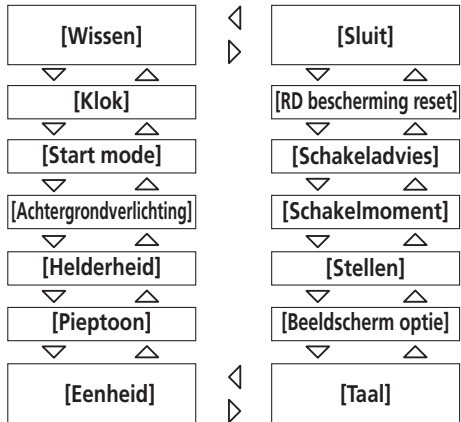 [Wissen]
[Sluit]
[Klok]
[RD bescherming reset]
[Start mode]
[Schakeladvies]
[Achtergrondverlichting]
[Schakelmoment]
[Helderheid]
[Stellen]
[Pieptoon]
[Beeldscherm optie]
[Eenheid]
[Taal]